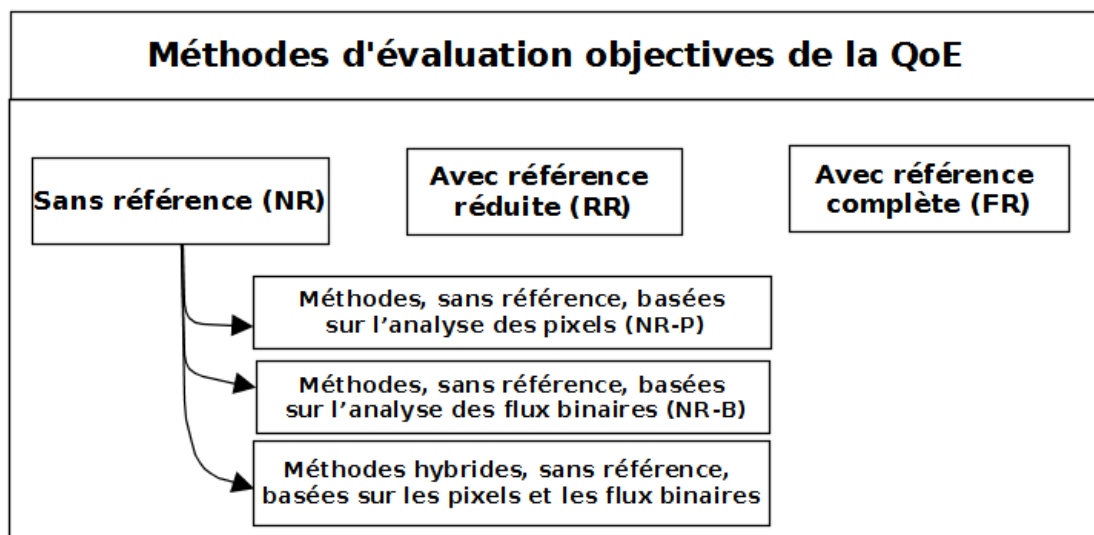 Méthodes d'évaluation objectives de la QoE
Sans référence (NR)
Avec référence
réduite (RR)
Avec référence
complète (FR)
Méthodes, sans référence, basées
sur l’analyse des pixels (NR-P)
Méthodes, sans référence, basées
sur l’analyse des flux binaires (NR-B)
Méthodes hybrides, sans référence,
basées sur les pixels et les flux binaires